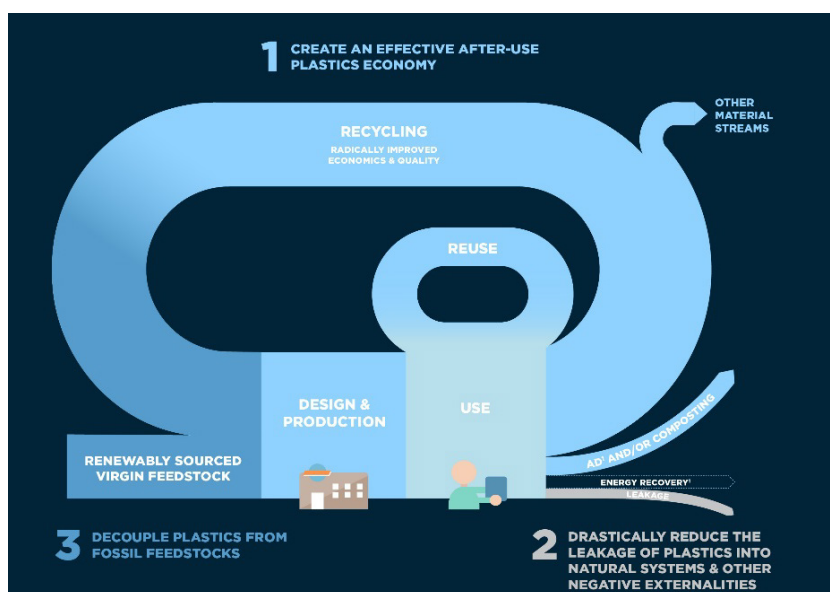 1 CREATE AN EFFECTIVE AFTER-USE
PLASTICS ECONOMY
OTHER
MATERIAL
STREAMS
RECYCLING
RADICALLY IMPROVED
ECONOMICS & QUALITY
REUSE
DESIGN &
PRODUCTION
USE
RENEWABLY SOURCED
VIRGIN FEEDSTOCK
AD¹ AND/OR COMPOSTING
ENERGY RECOVERY²
LEAKAGE
3 DECOUPLE PLASTICS FROM
FOSSIL FEEDSTOCKS
2 DRASTICALLY REDUCE THE
LEAKAGE OF PLASTICS INTO
NATURAL SYSTEMS & OTHER
NEGATIVE EXTERNALITIES